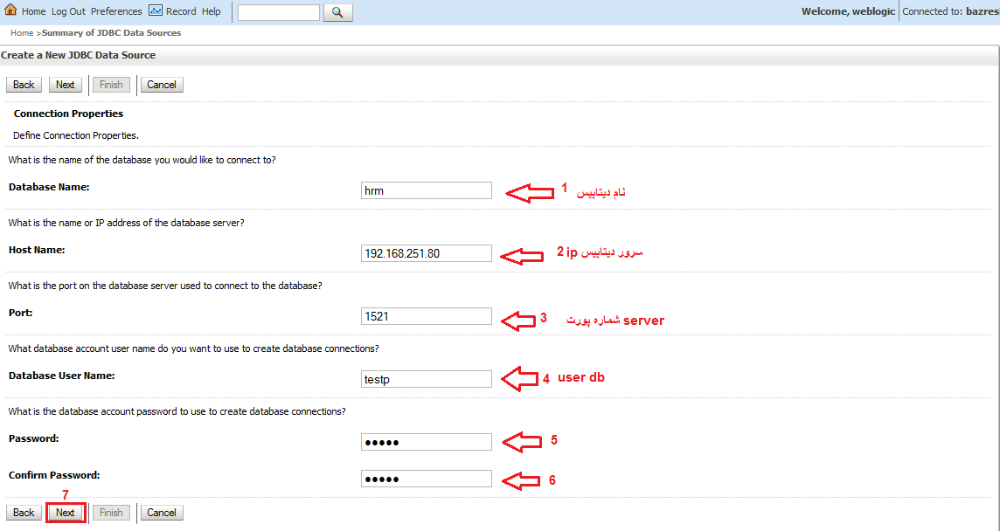 Home Log Out Preferences Record Help Welcome, weblogic Connected to: bazres
Home >Summary of JDBC Data Sources
Create a New JDBC Data Source
Back Next Finish Cancel
Connection Properties
Define Connection Properties.
What is the name of the database you would like to connect to?
Database Name: hrm 1 نام دیتابیس
What is the name or IP address of the database server?
Host Name: 192.168.251.80 2 ip سرور دیتابیس
What is the port on the database server used to connect to the database?
Port: 1521 3 شماره پورت server
What database account user name do you want to use to create database connections?
Database User Name: testp 4 user db
What is the database account password to use to create database connections?
Password: ●●●●● 5
Confirm Password: ●●●●● 6
7
Back Next Finish Cancel